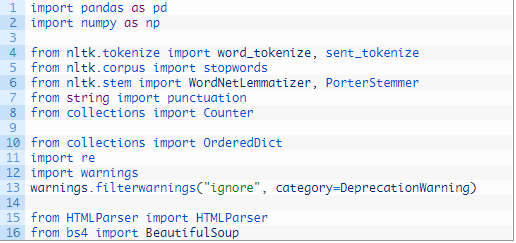 1 import pandas as pd
2 import numpy as np
3
4 from nltk.tokenize import word_tokenize, sent_tokenize
5 from nltk.corpus import stopwords
6 from nltk.stem import WordNetLemmatizer, PorterStemmer
7 from string import punctuation
8 from collections import Counter
9
10 from collections import OrderedDict
11 import re
12 import warnings
13 warnings.filterwarnings("ignore", category=DeprecationWarning)
14
15 from HTMLParser import HTMLParser
16 from bs4 import BeautifulSoup